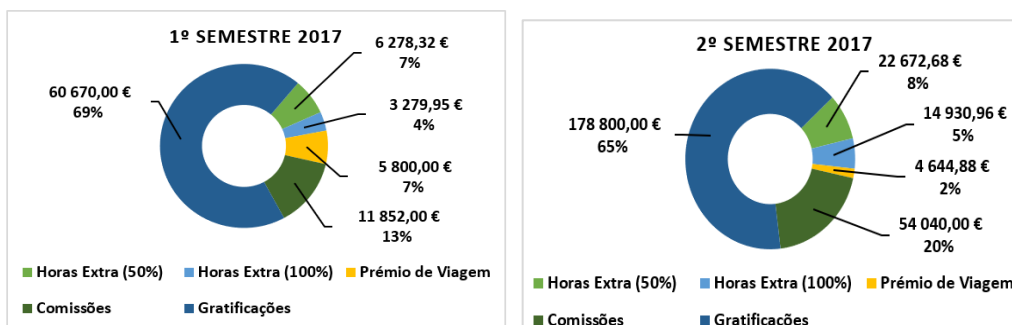 1º SEMESTRE 2017
6 278,32 €
7%
3 279,95 €
4%
5 800,00 €
7%
11 852,00 €
13%
60 670,00 €
69%
Horas Extra (50%) Horas Extra (100%) Prémio de Viagem
Comissões Gratificações
2º SEMESTRE 2017
22 672,68 €
8%
14 930,96 €
5%
4 644,88 €
2%
54 040,00 €
20%
178 800,00 €
65%
Horas Extra (50%) Horas Extra (100%) Prémio de Viagem
Comissões Gratificações